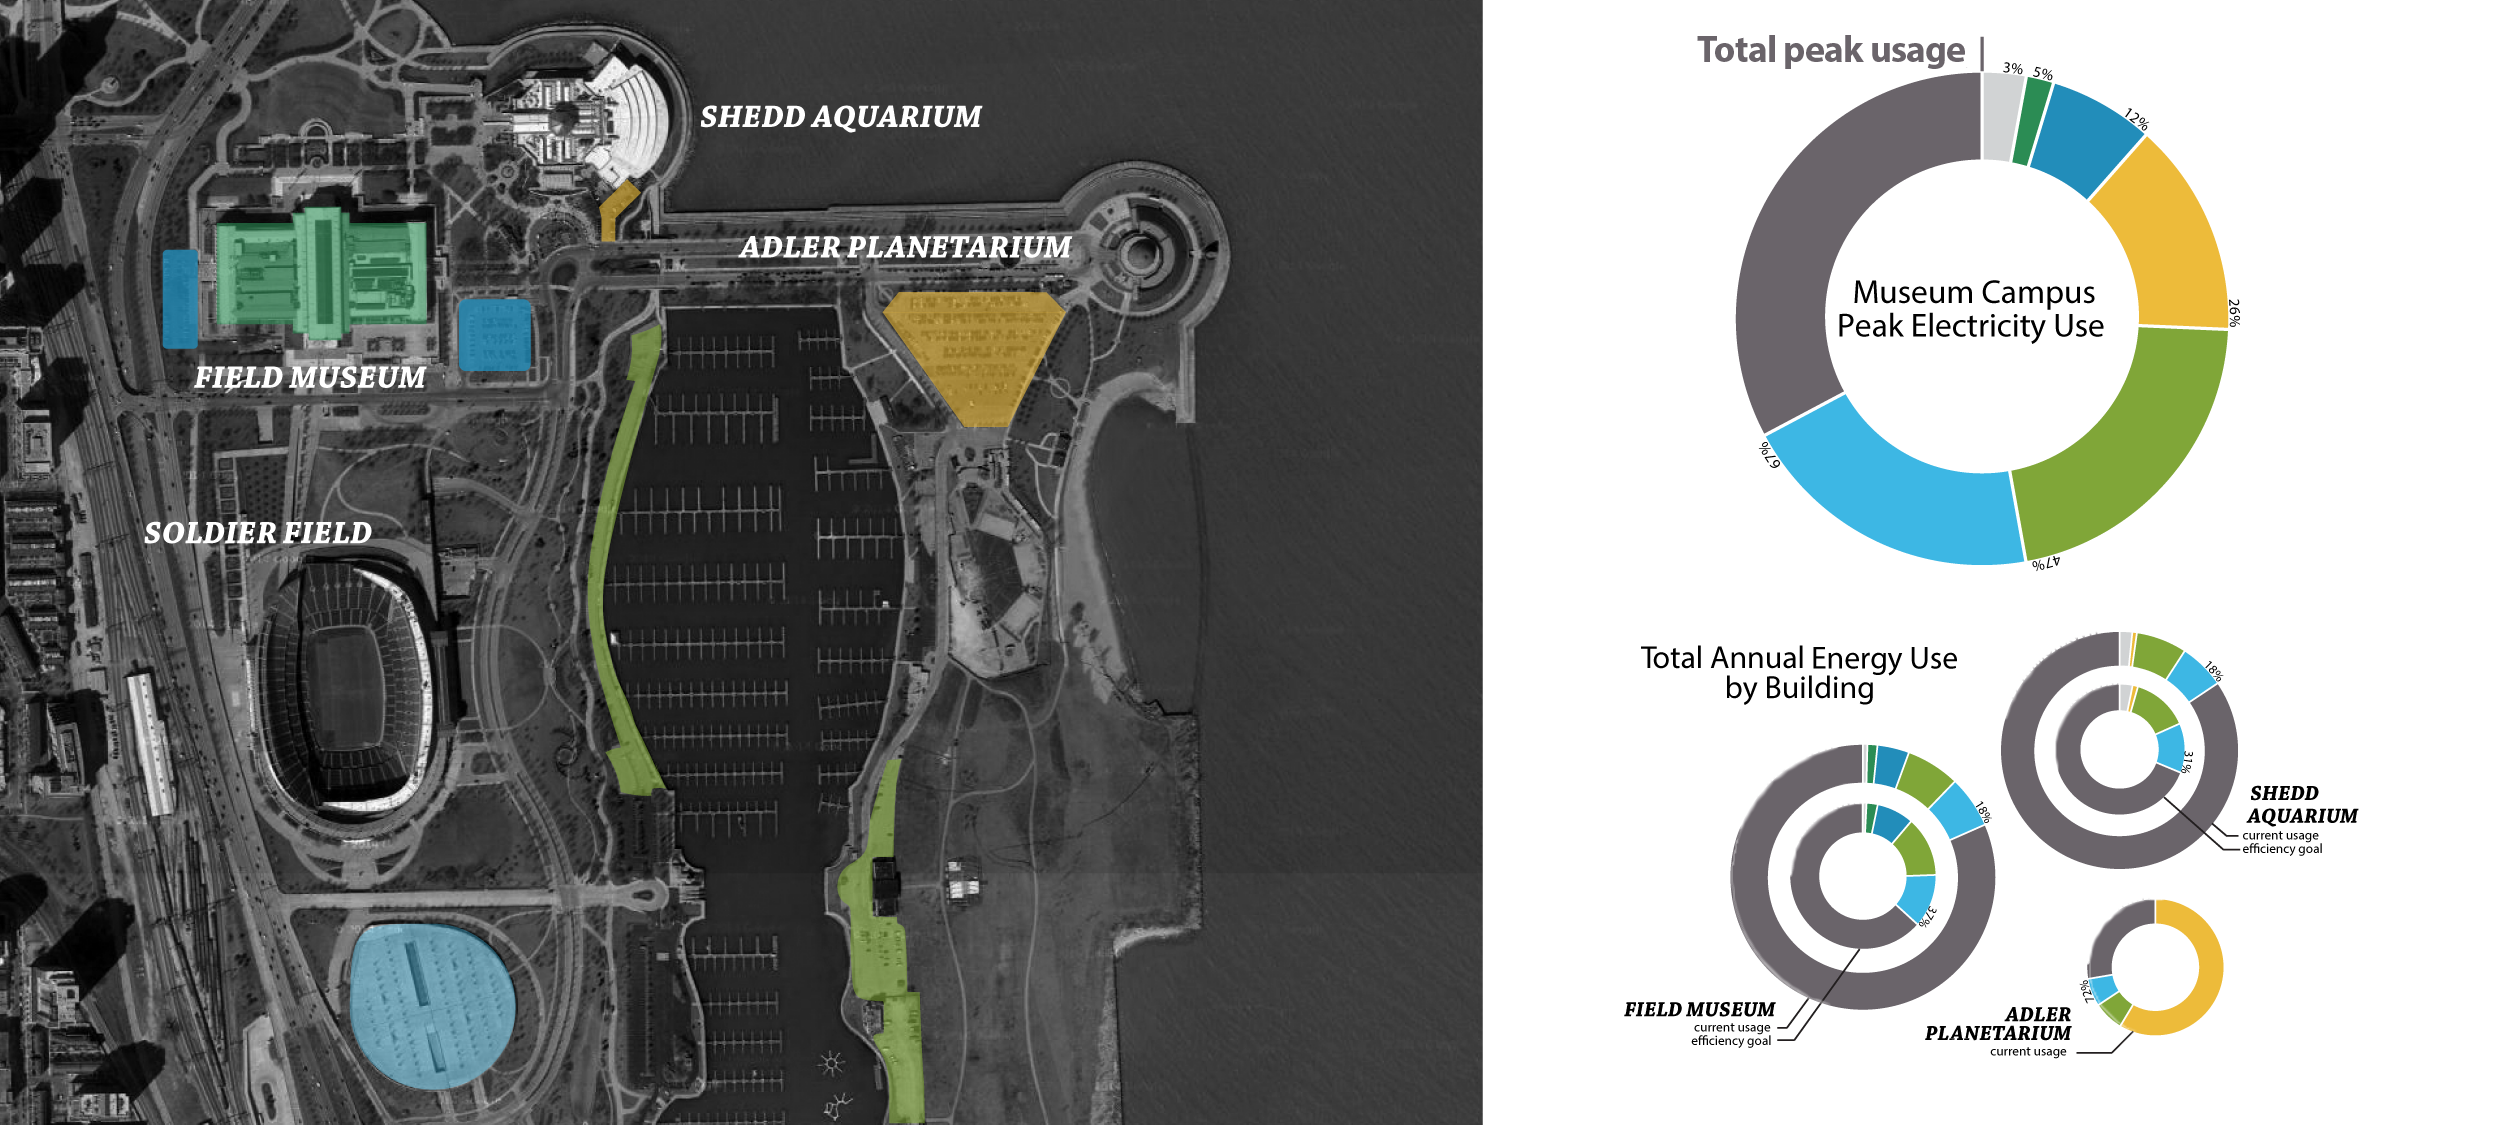 SHEDD AQUARIUM
ADLER PLANETARIUM
FIELD MUSEUM
SOLDIER FIELD
Total peak usage
3%
5%
12%
26%
47%
67%
Museum Campus
Peak Electricity Use
Total Annual Energy Use
by Building
18%
31%
SHEDD
AQUARIUM
current usage
efficiency goal
18%
37%
FIELD MUSEUM
current usage
efficiency goal
72%
ADLER
PLANETARIUM
current usage